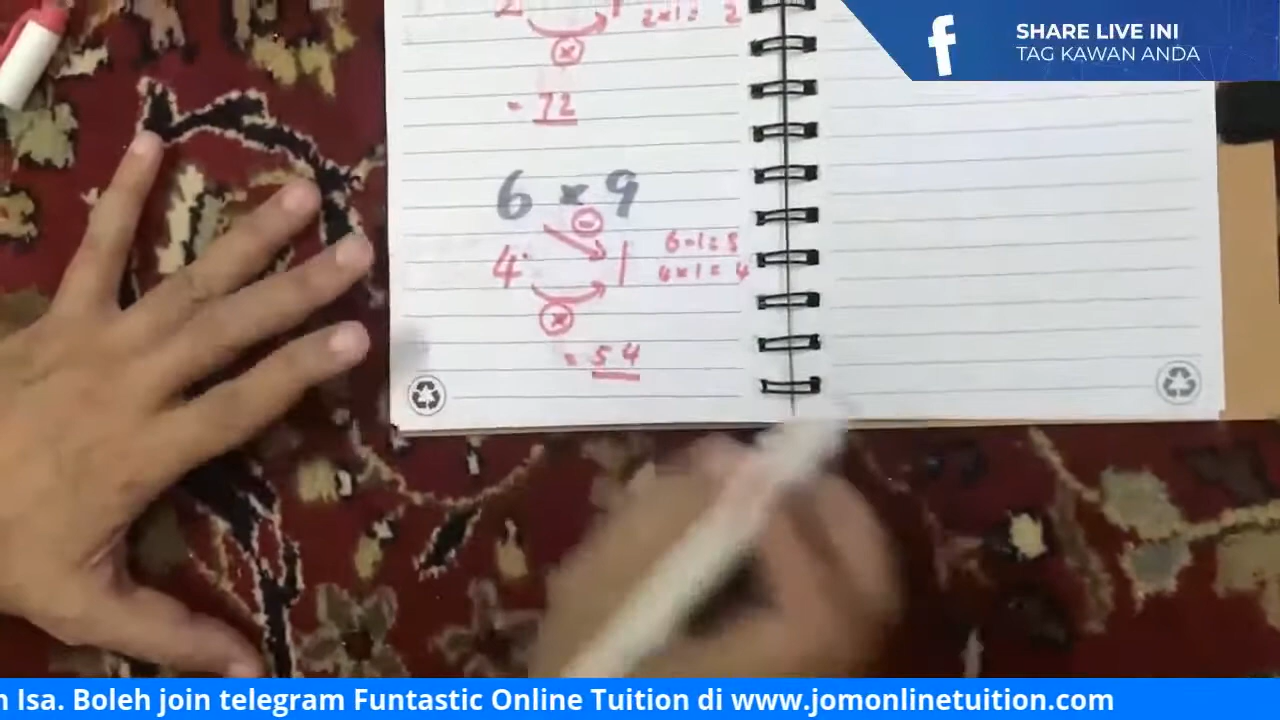 SHARE LIVE INI
TAG KAWAN ANDA
2×1= 2
×
= 72
6 × 9
-
4 1
6-1=5
4×1=4
×
= 54
n Isa. Boleh join telegram Funtastic Online Tuition di www.jomonlinetuition.com